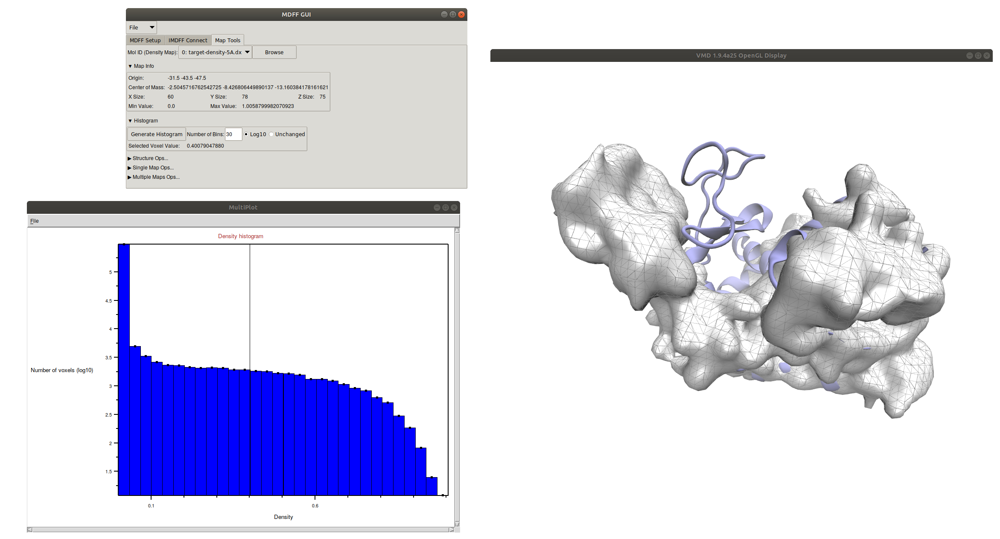 MDFF GUI
File
MDFF Setup IMDFF Connect Map Tools
Mol ID (Density Map): 0: target-density-5A.dx Browse
▼ Map Info
Origin: -31.5 -43.5 -47.5
Center of Mass: -2.5045716762542725 -8.426806449890137 -13.160384178161621
X Size: 60 Y Size: 78 Z Size: 75
Min Value: 0.0 Max Value: 1.0058799982070923
▼ Histogram
Generate Histogram Number of Bins: 30 Log10 Unchanged
Selected Voxel Value: 0.40079047880
▶ Structure Ops...
▶ Single Map Ops...
▶ Multiple Maps Ops...
MultiPlot
File
Density histogram
5
4.5
4
3.5
Number of voxels (log10)
3
2.5
2
1.5
0.1 0.6
Density
VMD 1.9.4a25 OpenGL Display